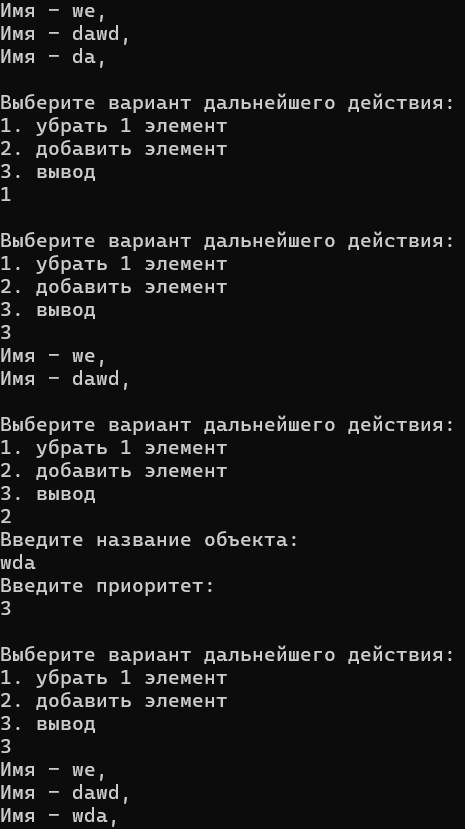 Имя - we,
Имя - dawd,
Имя - da,
Выберите вариант дальнейшего действия:
1. убрать 1 элемент
2. добавить элемент
3. вывод
1
Выберите вариант дальнейшего действия:
1. убрать 1 элемент
2. добавить элемент
3. вывод
3
Имя - we,
Имя - dawd,
Выберите вариант дальнейшего действия:
1. убрать 1 элемент
2. добавить элемент
3. вывод
2
Введите название объекта:
wda
Введите приоритет:
3
Выберите вариант дальнейшего действия:
1. убрать 1 элемент
2. добавить элемент
3. вывод
3
Имя - we,
Имя - dawd,
Имя - wda,